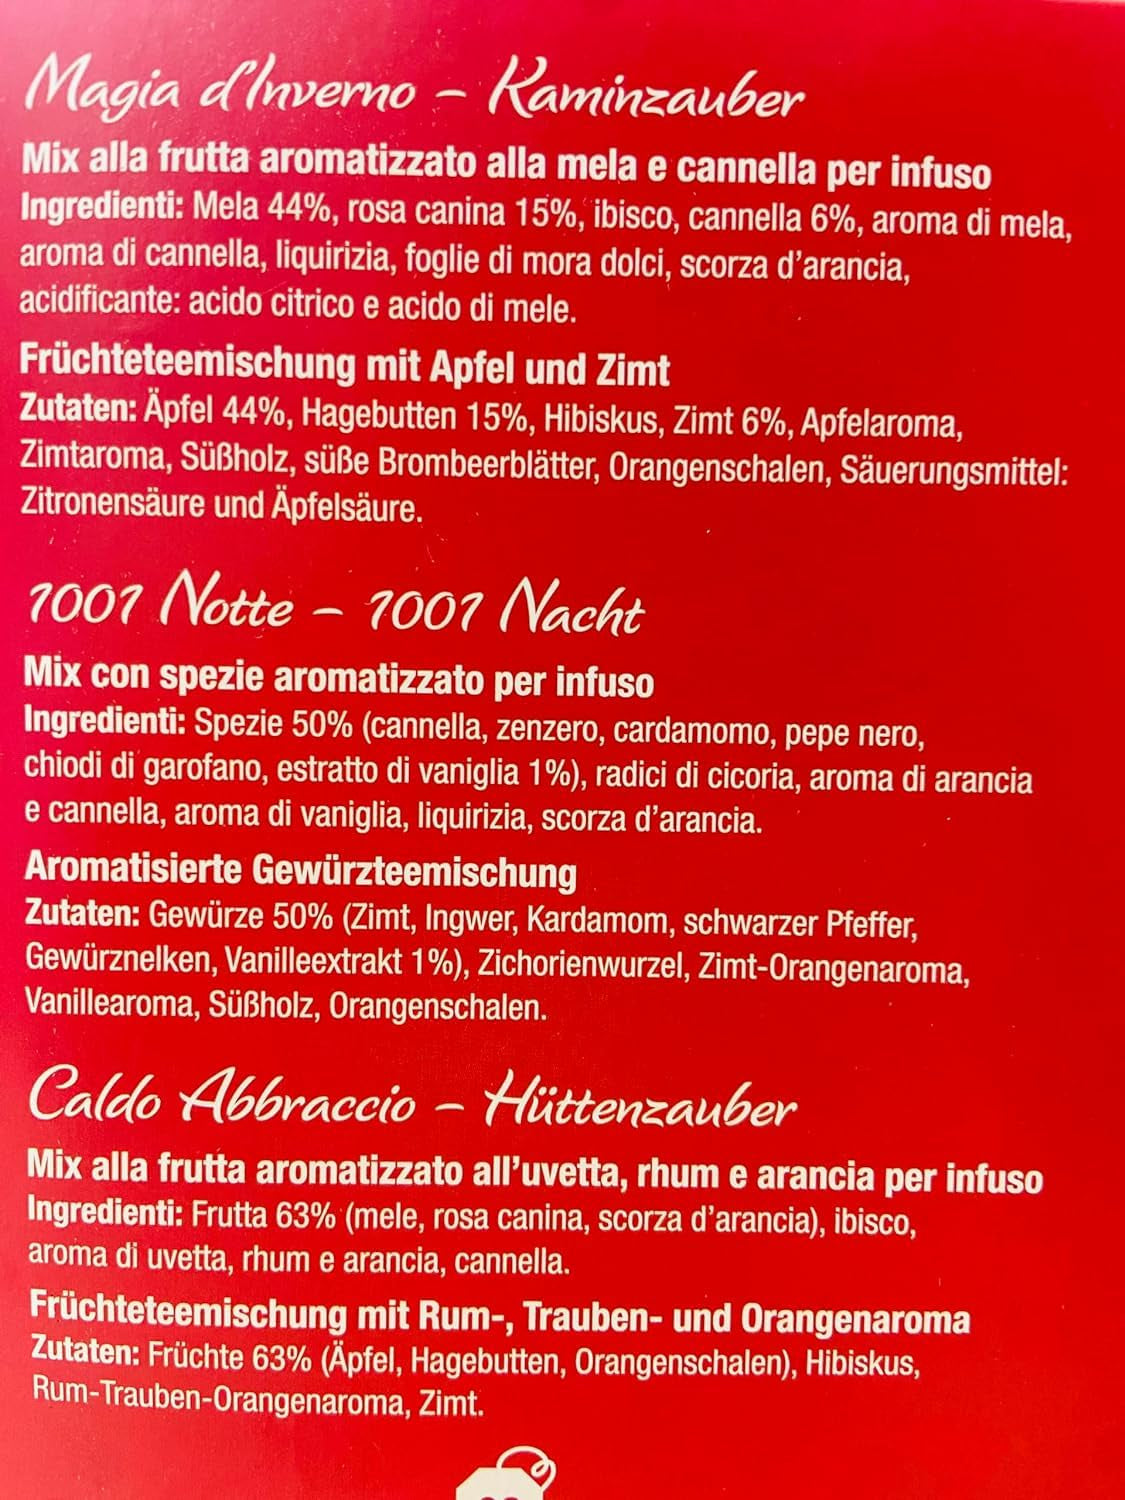 Magia d'Inverno – Kaminzauber
Mix alla frutta aromatizzato alla mela e cannella per infuso
Ingredienti: Mela 44%, rosa canina 15%, ibisco, cannella 6%, aroma di mela,
aroma di cannella, liquirizia, foglie di mora dolci, scorza d'arancia,
acidificante: acido citrico e acido di mele.
Früchteteemischung mit Apfel und Zimt
Zutaten: Äpfel 44%, Hagebutten 15%, Hibiskus, Zimt 6%, Apfelaroma,
Zimtaroma, Süßholz, süße Brombeerblätter, Orangenschalen, Säuerungsmittel:
Zitronensäure und Äpfelsäure.
1001 Notte – 1001 Nacht
Mix con spezie aromatizzato per infuso
Ingredienti: Spezie 50% (cannella, zenzero, cardamomo, pepe nero,
chiodi di garofano, estratto di vaniglia 1%), radici di cicoria, aroma di arancia
e cannella, aroma di vaniglia, liquirizia, scorza d'arancia.
Aromatisierte Gewürzteemischung
Zutaten: Gewürze 50% (Zimt, Ingwer, Kardamom, schwarzer Pfeffer,
Gewürznelken, Vanilleextrakt 1%), Zichorienwurzel, Zimt-Orangenaroma,
Vanillearoma, Süßholz, Orangenschalen.
Caldo Abbraccio – Hüttenzauber
Mix alla frutta aromatizzato all'uvetta, rhum e arancia per infuso
Ingredienti: Frutta 63% (mele, rosa canina, scorza d'arancia), ibisco,
aroma di uvetta, rhum e arancia, cannella.
Früchteteemischung mit Rum-, Trauben- und Orangenaroma
Zutaten: Früchte 63% (Äpfel, Hagebutten, Orangenschalen), Hibiskus,
Rum-Trauben-Orangenaroma, Zimt.